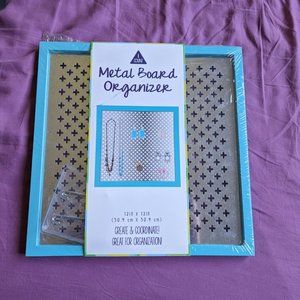 Metal Board
Organizer
12in x 12in
(30.4 cm x 30.4 cm)
CREATE & COORDINATE!
GREAT FOR ORGANIZATION!